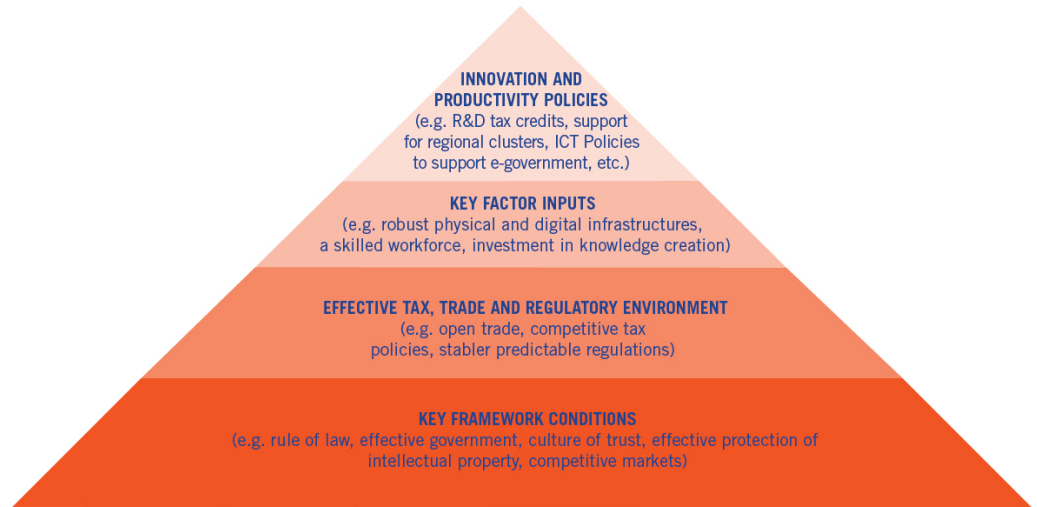 INNOVATION AND
PRODUCTIVITY POLICIES
(e.g. R&D tax credits, support
for regional clusters, ICT Policies
to support e-government, etc.)
KEY FACTOR INPUTS
(e.g. robust physical and digital infrastructures,
a skilled workforce, investment in knowledge creation)
EFFECTIVE TAX, TRADE AND REGULATORY ENVIRONMENT
(e.g. open trade, competitive tax
policies, stabler predictable regulations)
KEY FRAMEWORK CONDITIONS
(e.g. rule of law, effective government, culture of trust, effective protection of
intellectual property, competitive markets)